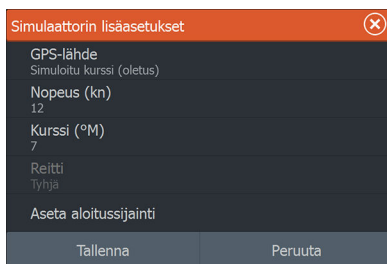 Simulaattorin lisäasetukset
GPS-lähde
Simuloitu kurssi (oletus)
Nopeus (kn)
12
Kurssi (°M)
7
Reitti
Tyhjä
Aseta aloitussijainti
Tallenna
Peruuta